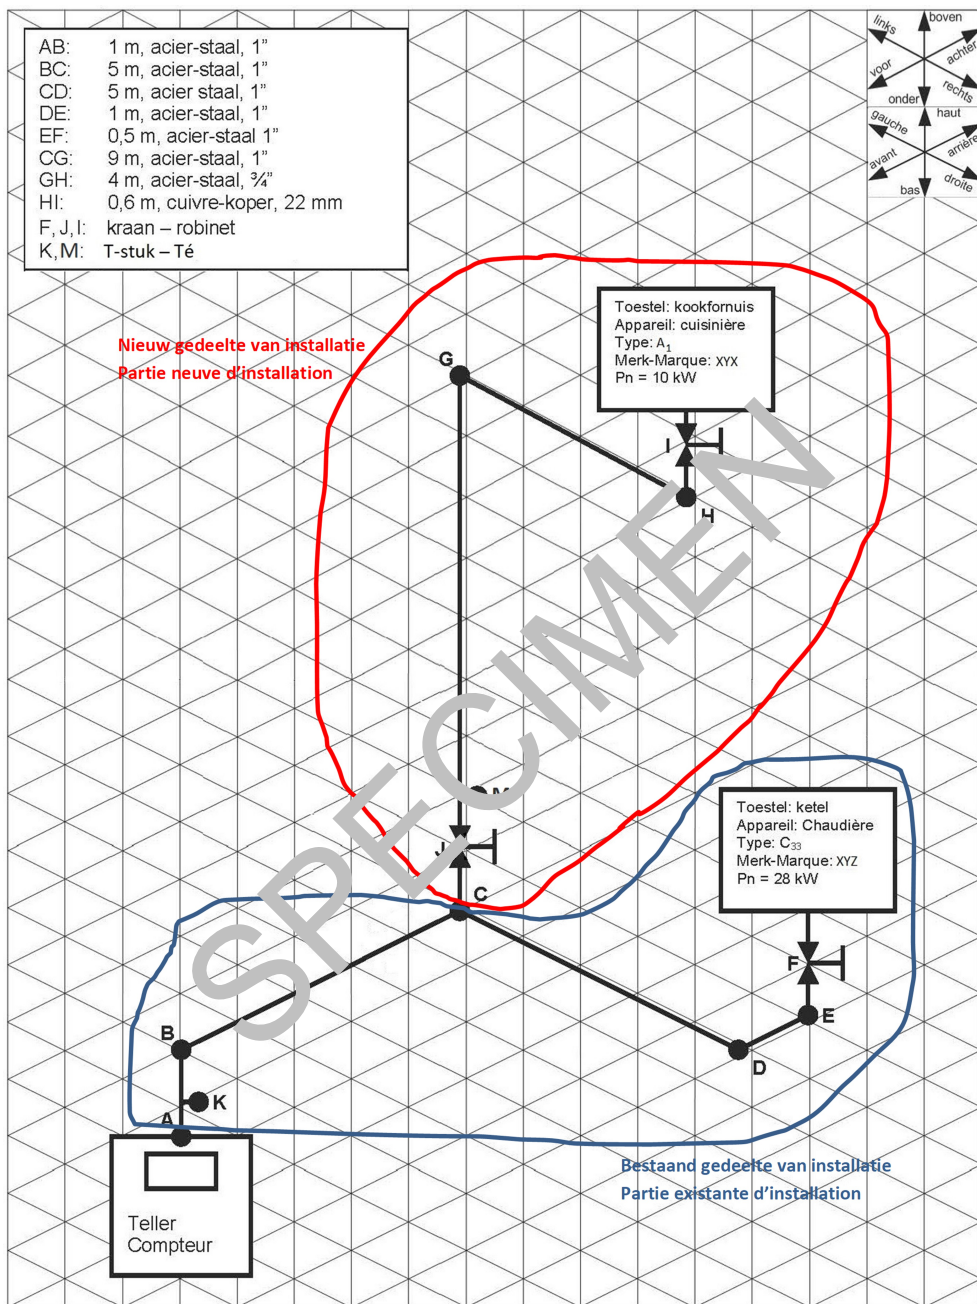 AB: 1 m, acier-staal, 1”
BC: 5 m, acier-staal, 1”
CD: 5 m, acier staal, 1”
DE: 1 m, acier-staal, 1”
EF: 0,5 m, acier-staal 1”
CG: 9 m, acier-staal, 1”
GH: 4 m, acier-staal, ¾”
HI: 0,6 m, cuivre-koper, 22 mm
F, J, I: kraan – robinet
K, M: T-stuk – Té
boven
links
achter
voor
rechts
onder
haut
gauche
arrière
avant
droite
bas
Nieuw gedeelte van installatie
Partie neuve d’installation
Toestel: kookfornuis
Appareil: cuisinière
Type: A₁
Merk-Marque: XYX
Pn = 10 kW
G
I
H
SPECIMEN
M
J
C
Toestel: ketel
Appareil: Chaudière
Type: C₃₃
Merk-Marque: XYZ
Pn = 28 kW
F
E
B
D
K
A
Teller
Compteur
Bestaand gedeelte van installatie
Partie existante d’installation